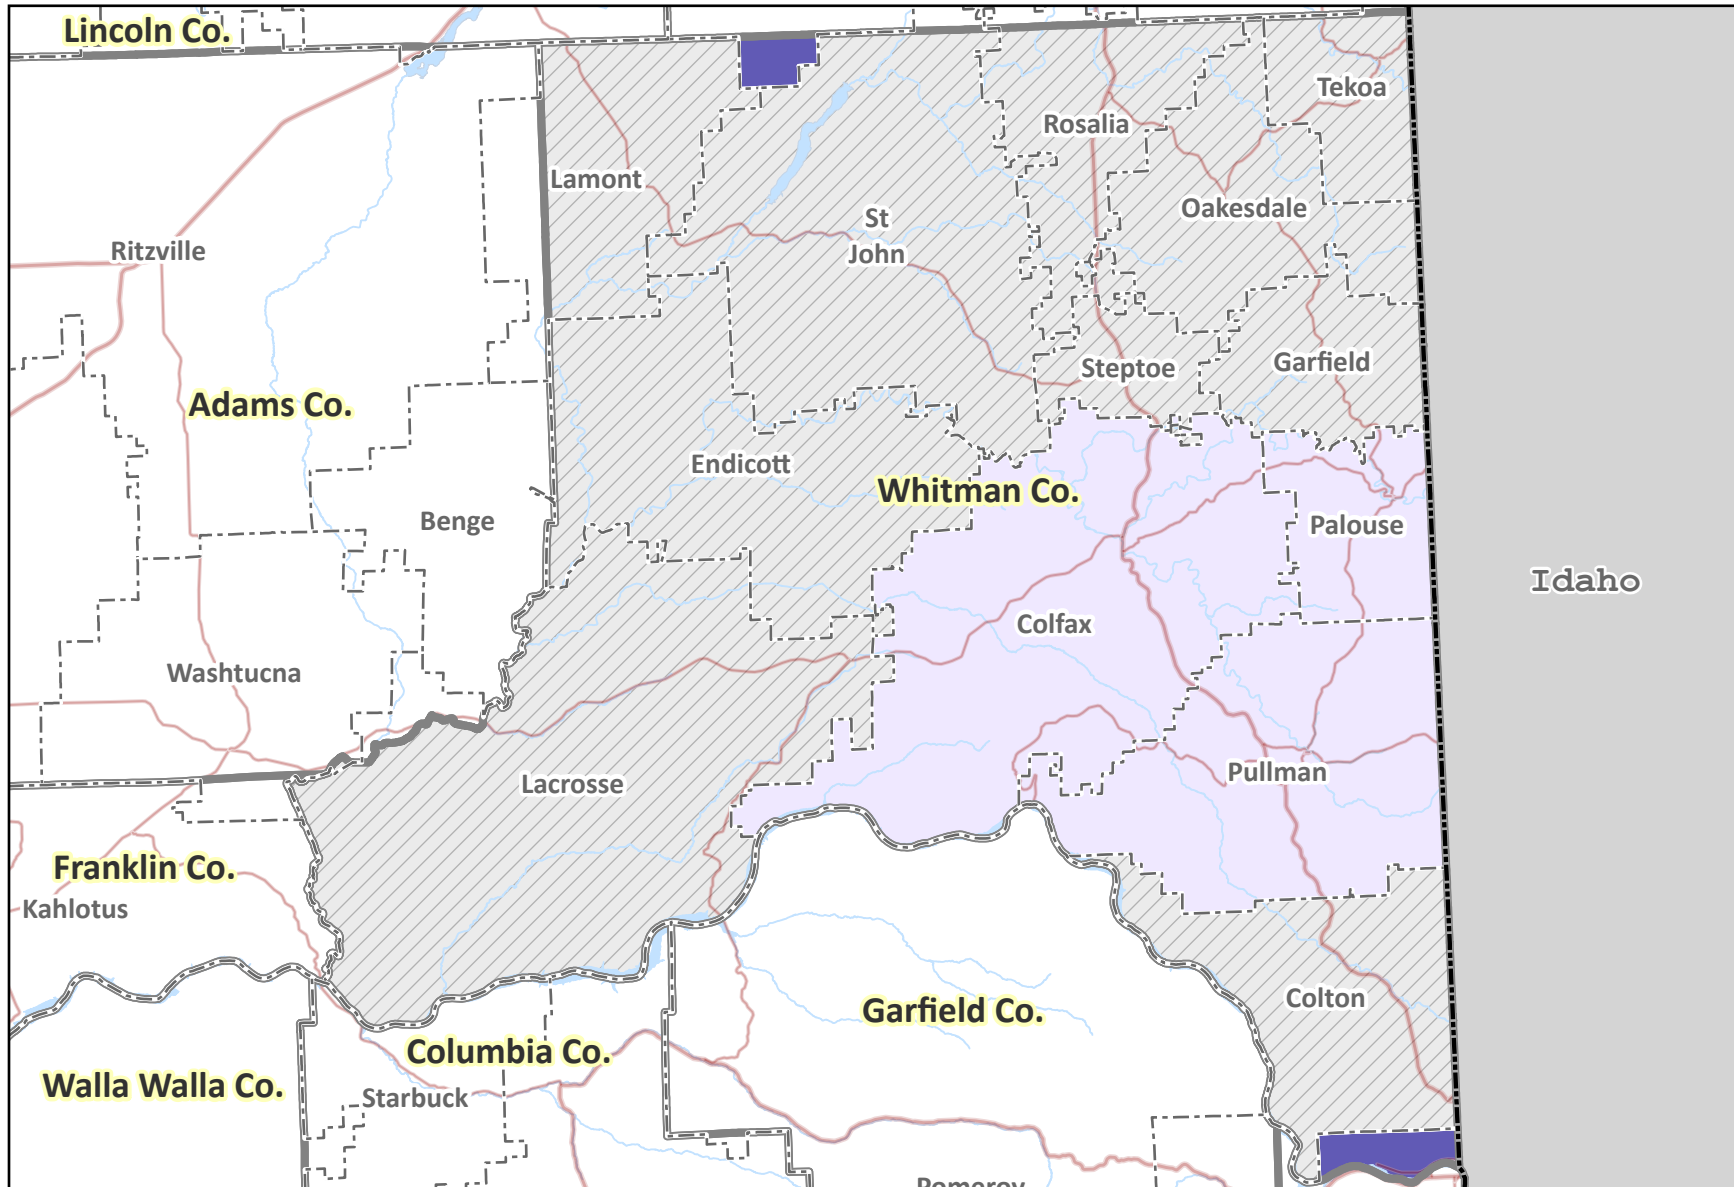 Lincoln Co.
Tekoa
Rosalia
Lamont
Oakesdale
St
John
Ritzville
Steptoe
Garfield
Adams Co.
Endicott
Whitman Co.
Benge
Palouse
Idaho
Colfax
Washtucna
Pullman
Lacrosse
Franklin Co.
Kahlotus
Colton
Garfield Co.
Columbia Co.
Walla Walla Co.
Starbuck
Pomeroy